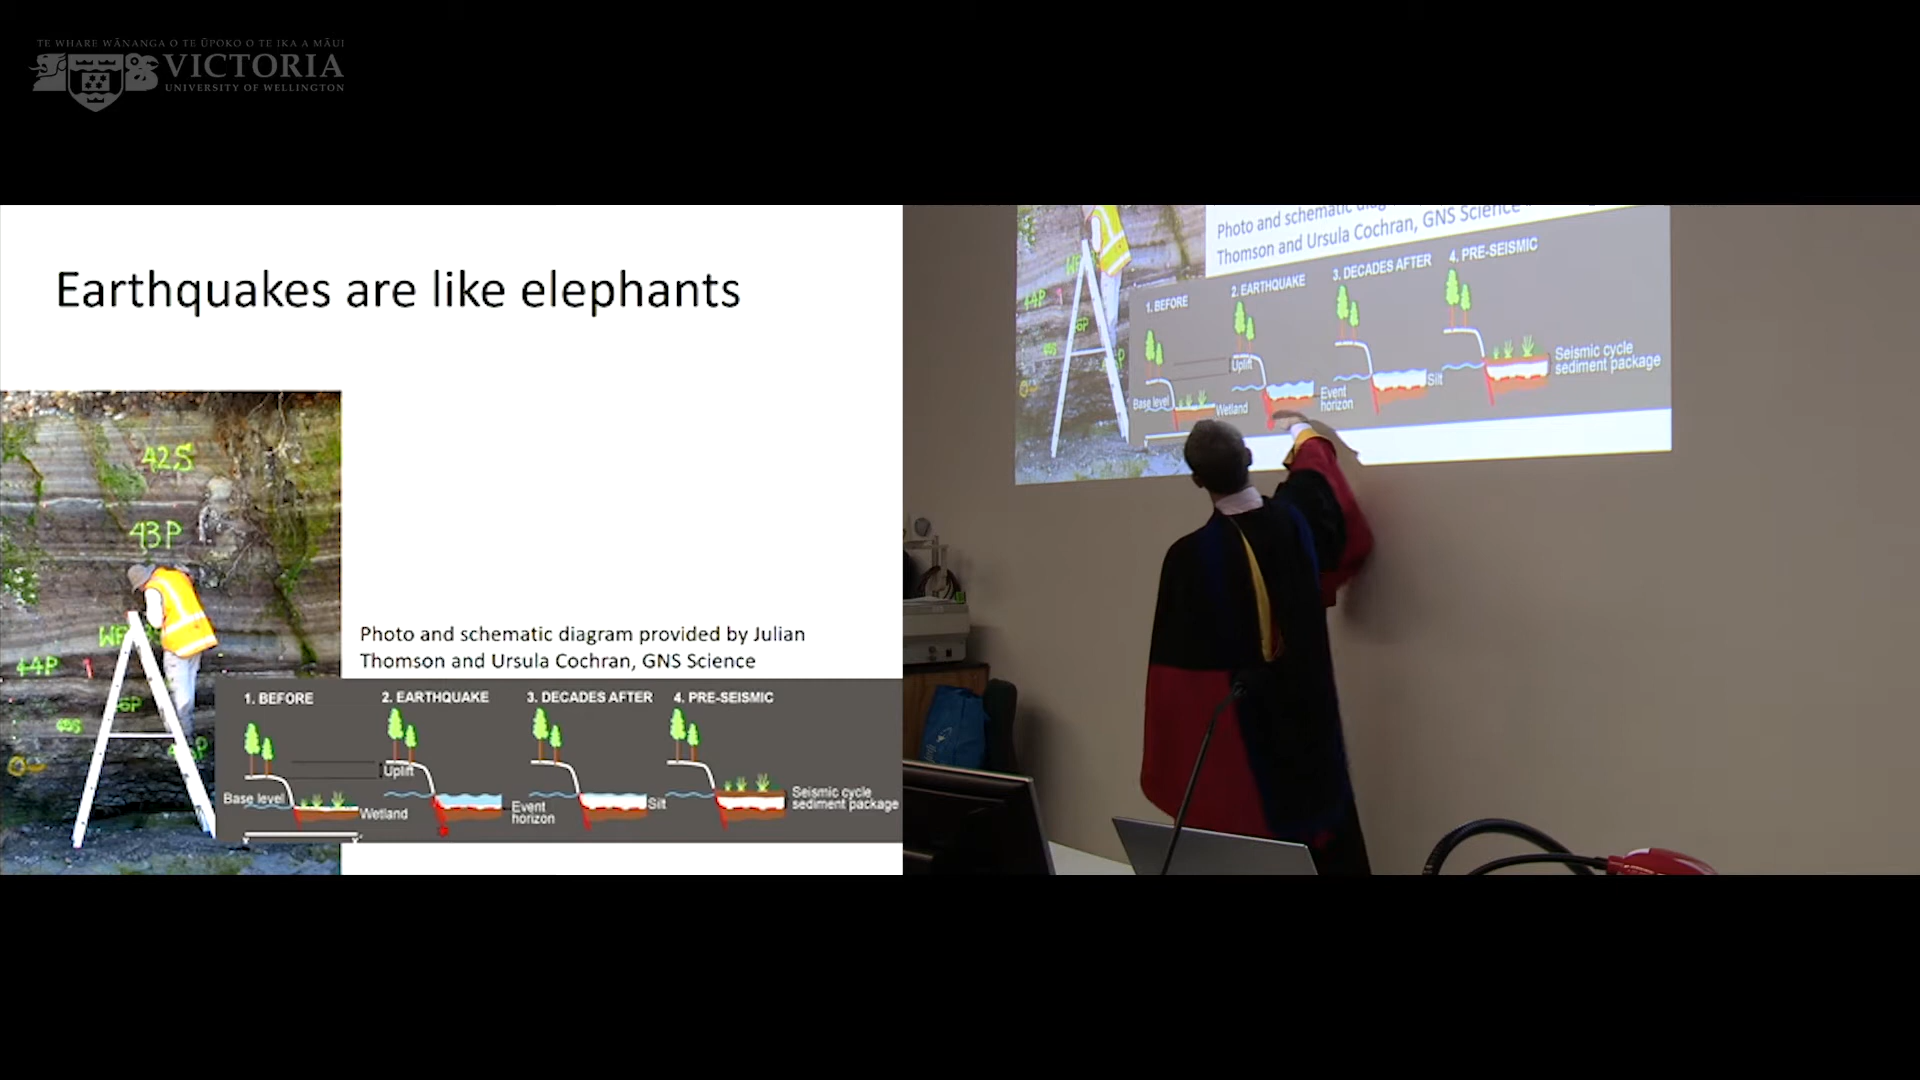 TE WHARE WĀNANGA O TE ŪPOKO O TE IKA A MĀUI
VICTORIA
UNIVERSITY OF WELLINGTON
Earthquakes are like elephants
42S
43P
44P
Photo and schematic diagram provided by Julian
Thomson and Ursula Cochran, GNS Science
1. BEFORE
2. EARTHQUAKE
3. DECADES AFTER
4. PRE-SEISMIC
Uplift
Base level
Wetland
Event
horizon
Silt
Seismic cycle
sediment package
Photo and schematic
Thomson and Ursula Cochran, GNS Science
44P
1. BEFORE
2. EARTHQUAKE
3. DECADES AFTER
4. PRE-SEISMIC
Uplift
Base level
Wetland
Event
horizon
Silt
Seismic cycle
sediment package